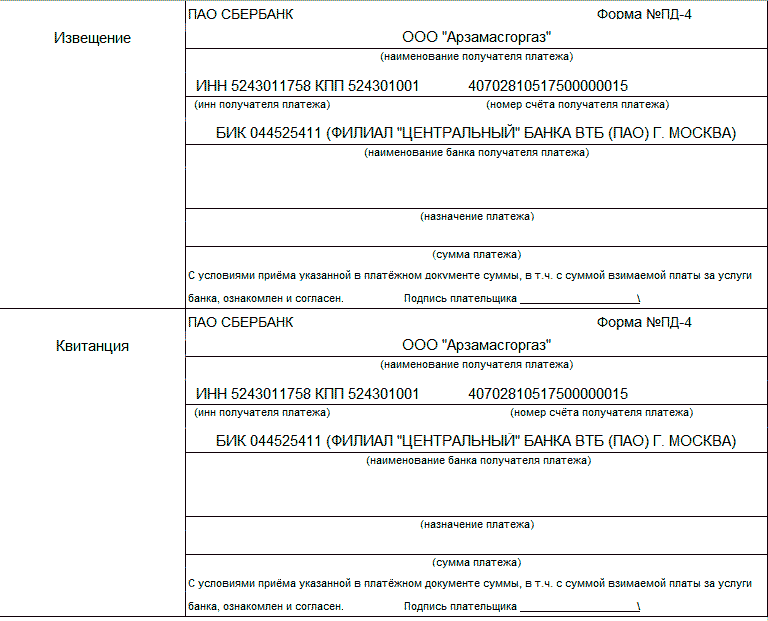 ПАО СБЕРБАНК Форма №ПД-4
Извещение
ООО "Арзамасгоргаз"
(наименование получателя платежа)
ИНН 5243011758 КПП 524301001 40702810517500000015
(инн получателя платежа) (номер счёта получателя платежа)
БИК 044525411 (ФИЛИАЛ "ЦЕНТРАЛЬНЫЙ" БАНКА ВТБ (ПАО) Г. МОСКВА)
(наименование банка получателя платежа)
(назначение платежа)
(сумма платежа)
С условиями приёма указанной в платёжном документе суммы, в т.ч. с суммой взимаемой платы за услуги
банка, ознакомлен и согласен. Подпись плательщика ____________________\
ПАО СБЕРБАНК Форма №ПД-4
Квитанция
ООО "Арзамасгоргаз"
(наименование получателя платежа)
ИНН 5243011758 КПП 524301001 40702810517500000015
(инн получателя платежа) (номер счёта получателя платежа)
БИК 044525411 (ФИЛИАЛ "ЦЕНТРАЛЬНЫЙ" БАНКА ВТБ (ПАО) Г. МОСКВА)
(наименование банка получателя платежа)
(назначение платежа)
(сумма платежа)
С условиями приёма указанной в платёжном документе суммы, в т.ч. с суммой взимаемой платы за услуги
банка, ознакомлен и согласен. Подпись плательщика ____________________\